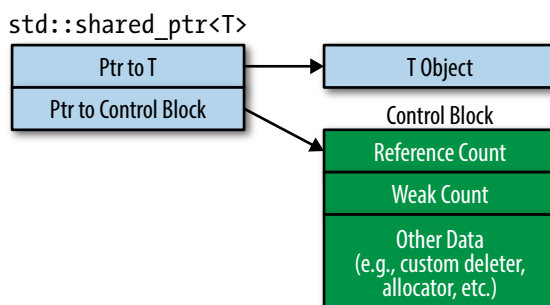 std::shared_ptr<T>
Ptr to T
T Object
Ptr to Control Block
Control Block
Reference Count
Weak Count
Other Data
(e.g., custom deleter,
allocator, etc.)